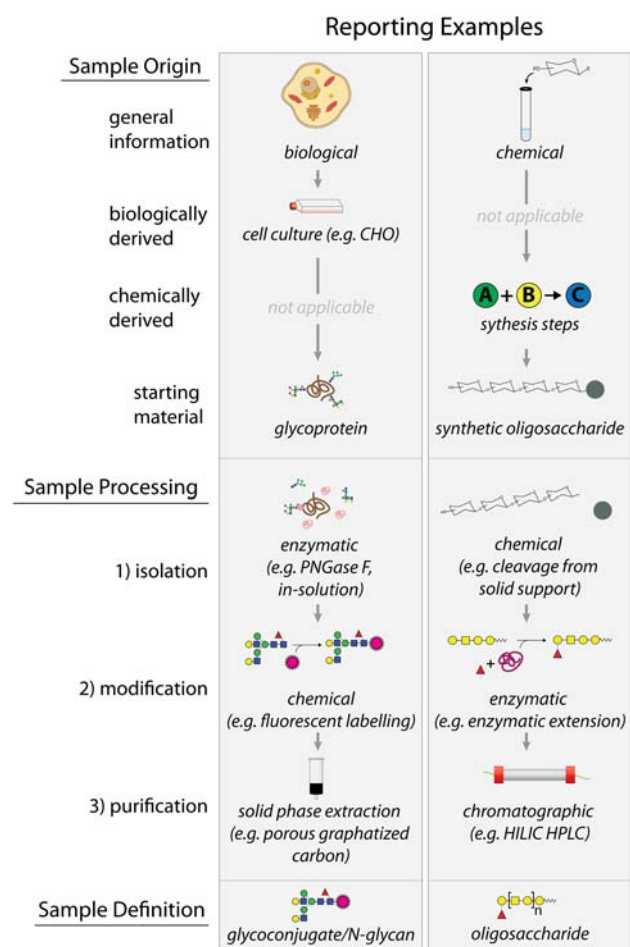 Reporting Examples
Sample Origin
general
information
biological
chemical
biologically
derived
cell culture (e.g. CHO)
not applicable
chemically
derived
not applicable
A + B → C
sythesis steps
starting
material
glycoprotein
synthetic oligosaccharide
Sample Processing
1) isolation
enzymatic
(e.g. PNGase F,
in-solution)
chemical
(e.g. cleavage from
solid support)
2) modification
chemical
(e.g. fluorescent labelling)
+
enzymatic
(e.g. enzymatic extension)
3) purification
solid phase extraction
(e.g. porous graphatized
carbon)
chromatographic
(e.g. HILIC HPLC)
Sample Definition
glycoconjugate/N-glycan
n
oligosaccharide